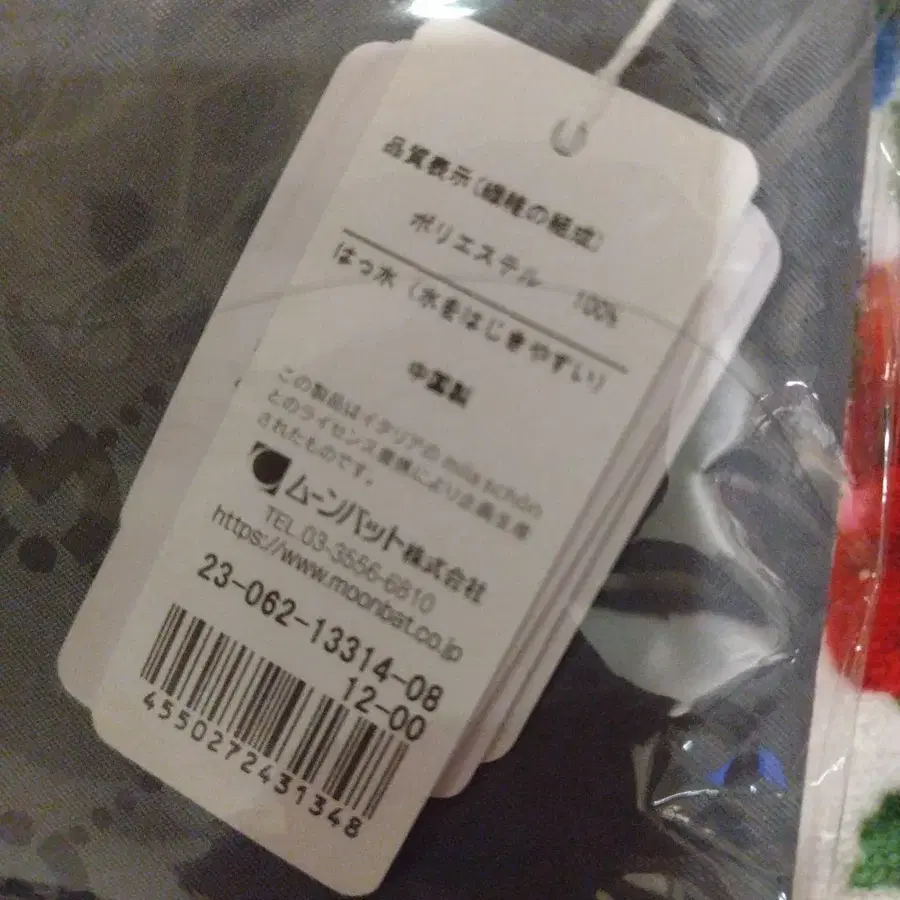 品質表示(繊維の組成)
ポリエステル 100%
はっ水(水をはじきやすい)
中国製
この製品はイタリアの mila schön
とのライセンス提携により企画生産
されたものです。
ムーンバット株式会社
TEL.03-3556-6810
https://www.moonbat.co.jp
23-062-13314-08
12-00
4550272431348